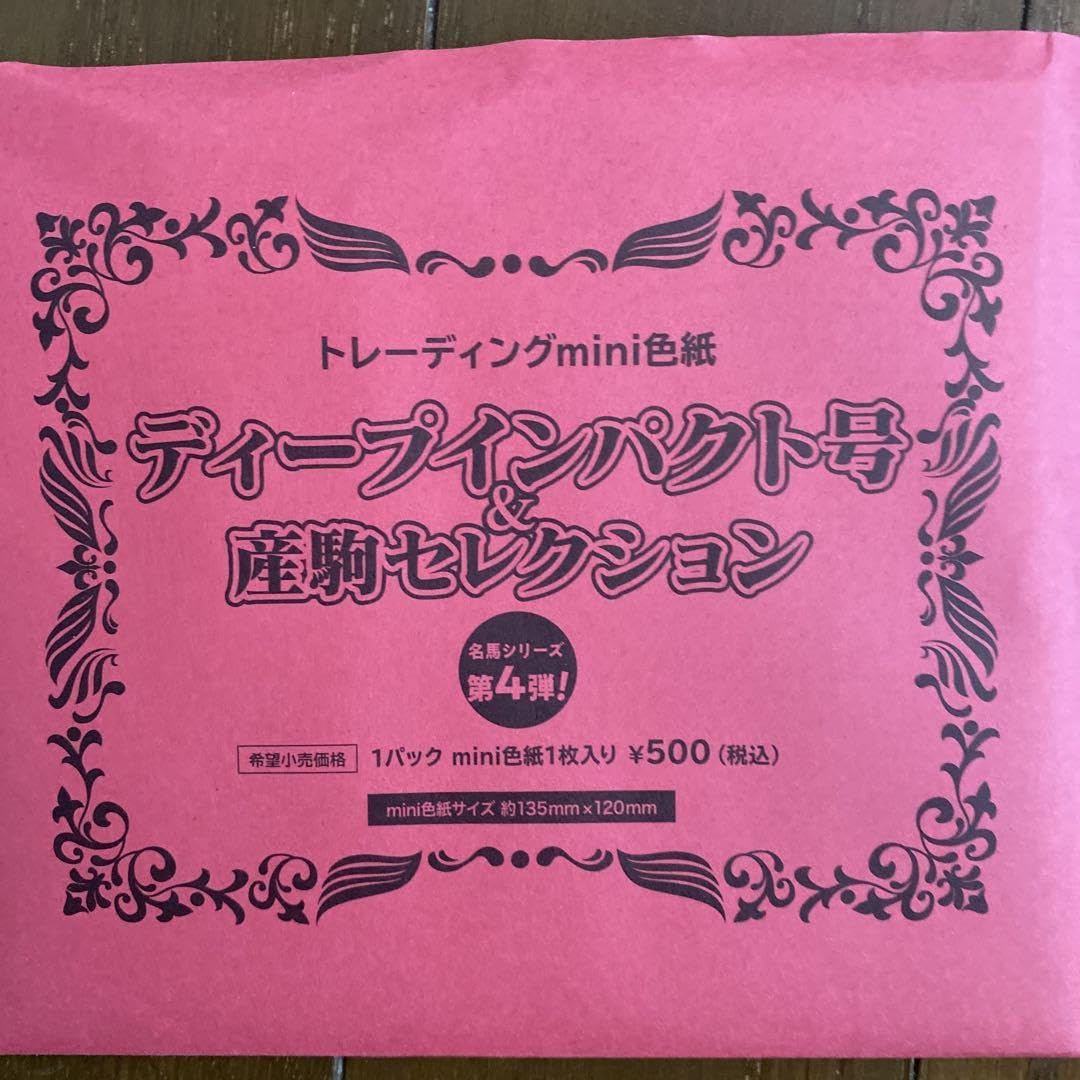 トレーディングmini色紙
ディープインパクト号
&
産駒セレクション
名馬シリーズ
第4弾!
希望小売価格 1パック mini色紙1枚入り ¥500（税込）
mini色紙サイズ 約135mm×120mm